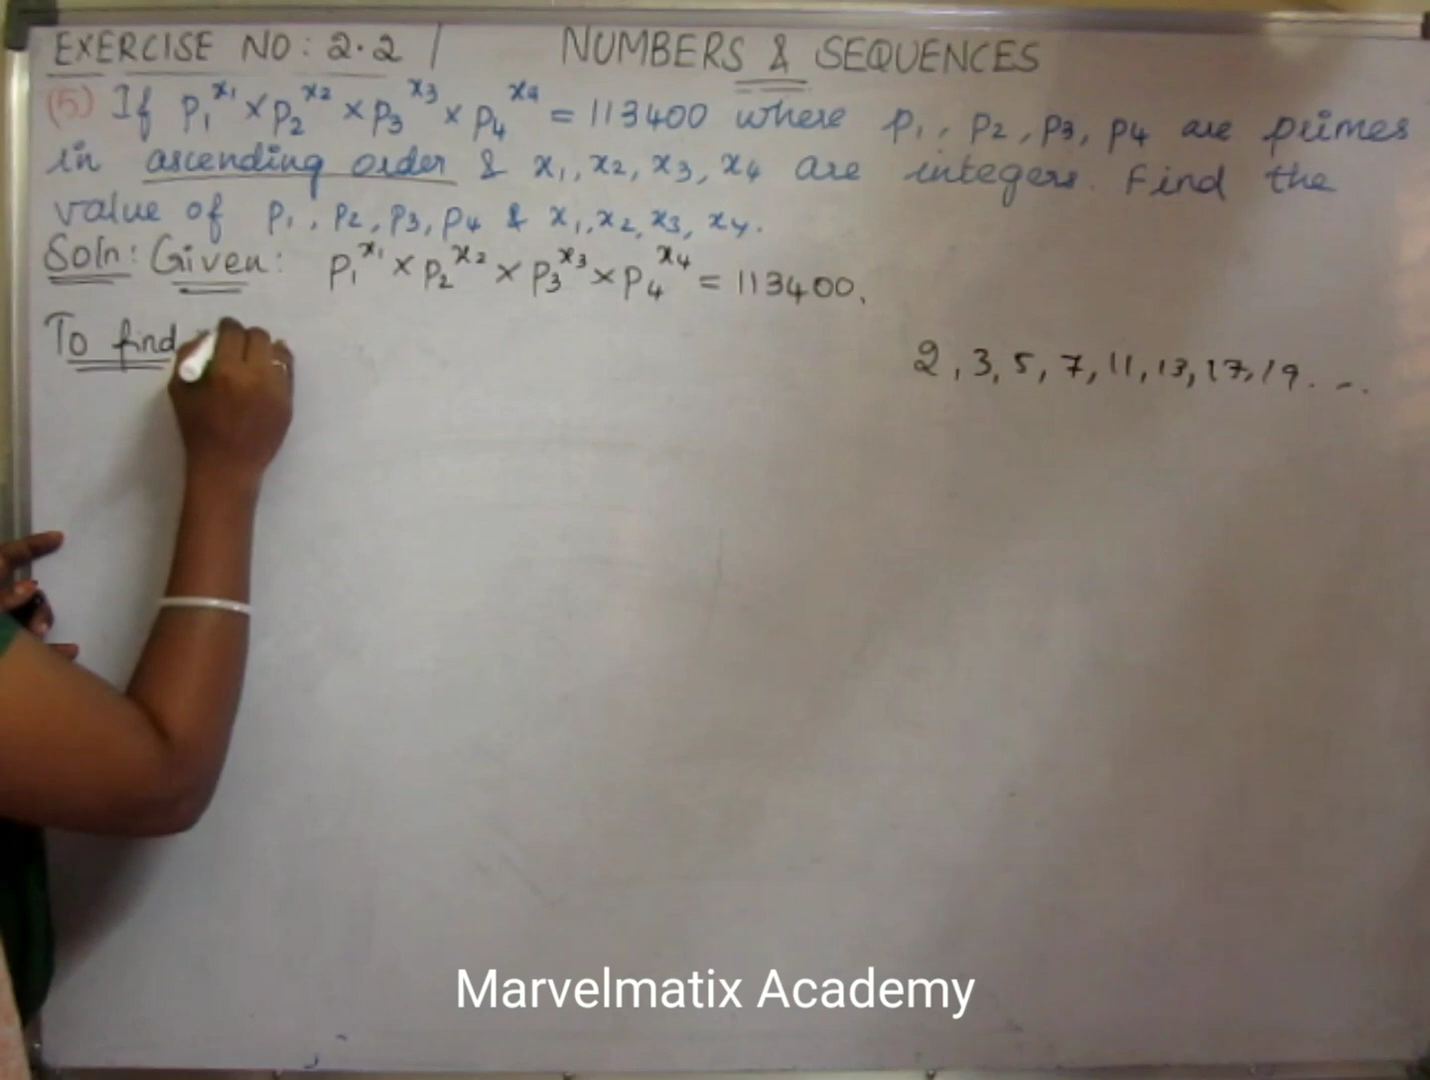 EXERCISE NO: 2.2 / NUMBERS & SEQUENCES
(5) If p₁^x₁ × p₂^x₂ × p₃^x₃ × p₄^x₄ = 113400 where p₁, p₂, p₃, p₄ are primes
in ascending order & x₁, x₂, x₃, x₄ are integers. Find the
value of p₁, p₂, p₃, p₄ & x₁, x₂, x₃, x₄.
Soln: Given: p₁^x₁ × p₂^x₂ × p₃^x₃ × p₄^x₄ = 113400,
To find
2, 3, 5, 7, 11, 13, 17, 19. ...
Marvelmatix Academy